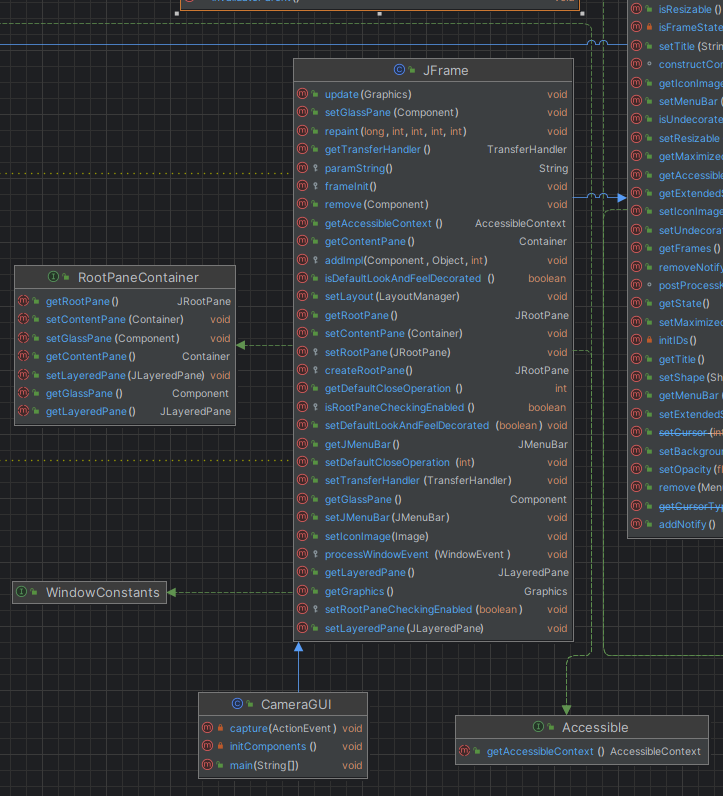 JFrame
update(Graphics) void
setGlassPane(Component) void
repaint(long, int, int, int, int) void
getTransferHandler() TransferHandler
paramString() String
frameInit() void
remove(Component) void
getAccessibleContext() AccessibleContext
getContentPane() Container
addImpl(Component, Object, int) void
isDefaultLookAndFeelDecorated() boolean
setLayout(LayoutManager) void
getRootPane() JRootPane
setContentPane(Container) void
setRootPane(JRootPane) void
createRootPane() JRootPane
getDefaultCloseOperation() int
isRootPaneCheckingEnabled() boolean
setDefaultLookAndFeelDecorated(boolean) void
getJMenuBar() JMenuBar
setDefaultCloseOperation(int) void
setTransferHandler(TransferHandler) void
getGlassPane() Component
setJMenuBar(JMenuBar) void
setIconImage(Image) void
processWindowEvent(WindowEvent) void
getLayeredPane() JLayeredPane
getGraphics() Graphics
setRootPaneCheckingEnabled(boolean) void
setLayeredPane(JLayeredPane) void
RootPaneContainer
getRootPane() JRootPane
setContentPane(Container) void
setGlassPane(Component) void
getContentPane() Container
setLayeredPane(JLayeredPane) void
getGlassPane() Component
getLayeredPane() JLayeredPane
WindowConstants
CameraGUI
capture(ActionEvent) void
initComponents() void
main(String[]) void
Accessible
getAccessibleContext() AccessibleContext
isResizable()
isFrameState
setTitle(Strin
constructCor
getIconImage
setMenuBar(
isUndecorate
setResizable
getMaximized
getAccessible
getExtendedS
setIconImage
setUndecorat
getFrames()
removeNotify
postProcessK
getState()
setMaximized
initIDs()
getTitle()
setShape(Sh
getMenuBar(
setExtendedS
setCursor(int
setBackgroun
setOpacity(fl
remove(Men
getCursorTyp
addNotify()